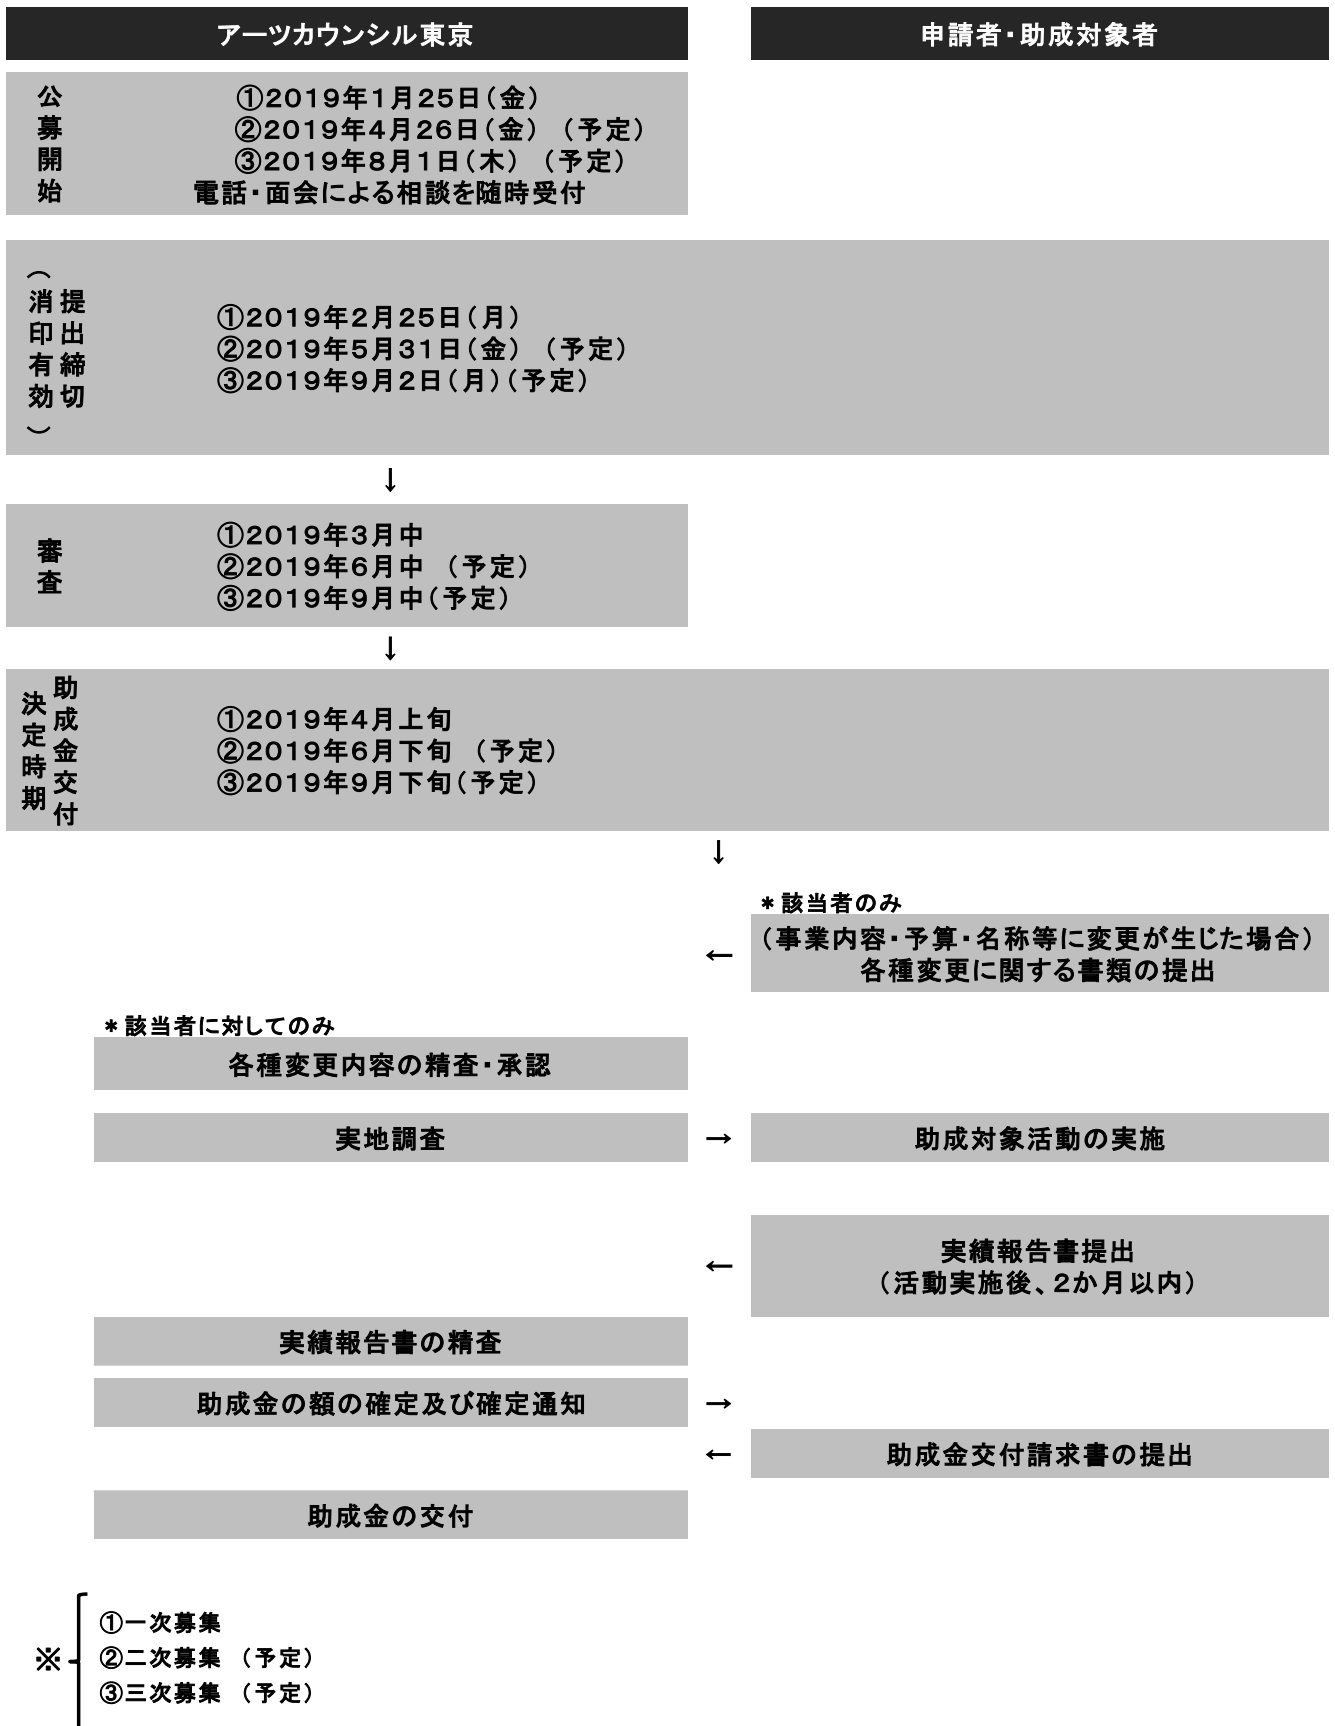 アーツカウンシル東京
申請者・助成対象者
公募開始
①2019年1月25日(金)
②2019年4月26日(金) (予定)
③2019年8月1日(木) (予定)
電話・面会による相談を随時受付
提出締切
(消印有効)
①2019年2月25日(月)
②2019年5月31日(金) (予定)
③2019年9月2日(月)(予定)
↓
審査
①2019年3月中
②2019年6月中 (予定)
③2019年9月中(予定)
↓
助成金交付
決定時期
①2019年4月上旬
②2019年6月下旬 (予定)
③2019年9月下旬(予定)
↓
*該当者のみ
← (事業内容・予算・名称等に変更が生じた場合)
各種変更に関する書類の提出
*該当者に対してのみ
各種変更内容の精査・承認
実地調査 → 助成対象活動の実施
← 実績報告書提出
(活動実施後、2か月以内)
実績報告書の精査
助成金の額の確定及び確定通知 →
← 助成金交付請求書の提出
助成金の交付
※
①一次募集
②二次募集 (予定)
③三次募集 (予定)